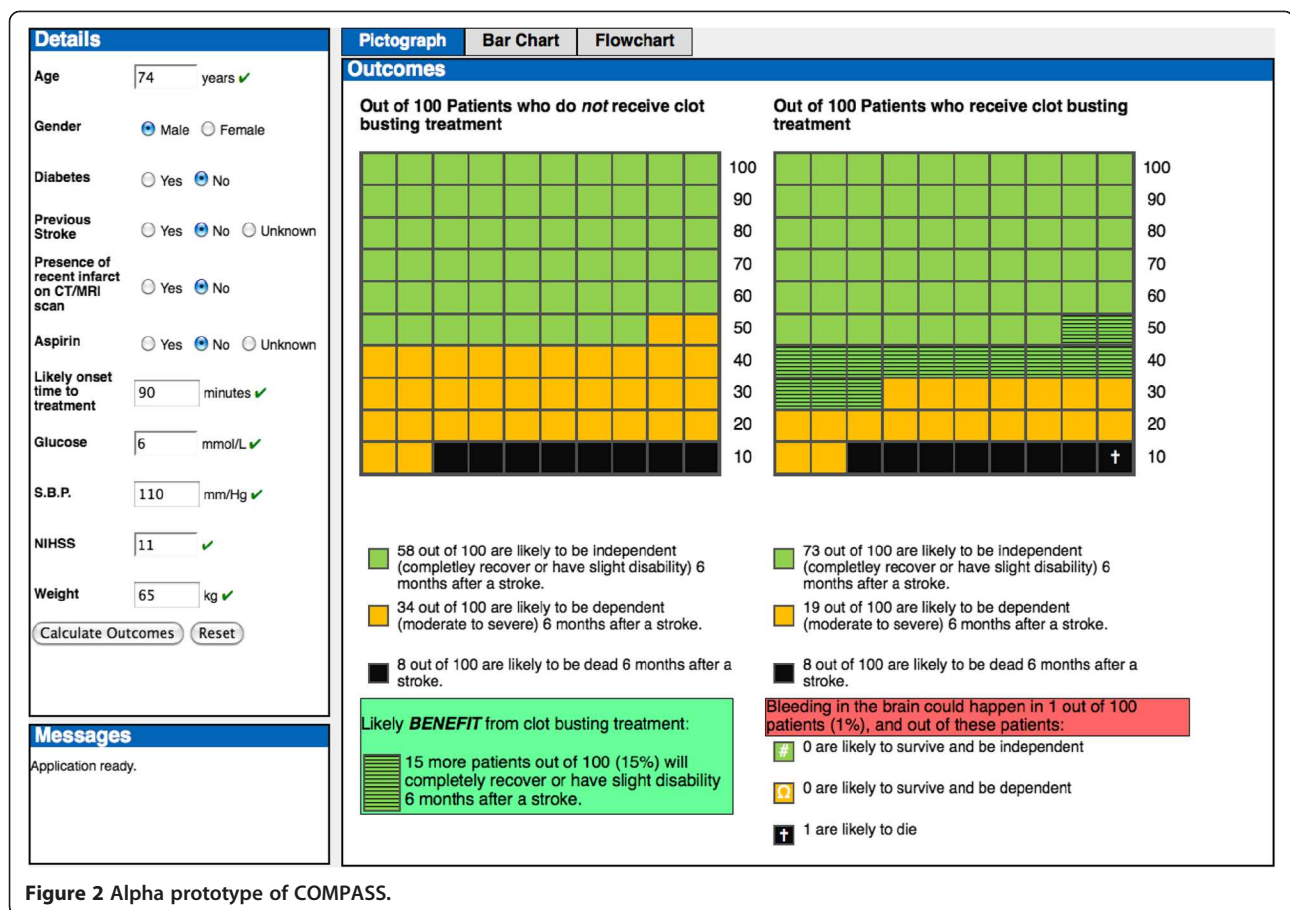 Details
Age 74 years ✔
Gender Male Female
Diabetes Yes No
Previous
Stroke Yes No Unknown
Presence of
recent infarct
on CT/MRI
scan Yes No
Aspirin Yes No Unknown
Likely onset
time to
treatment 90 minutes ✔
Glucose 6 mmol/L ✔
S.B.P. 110 mm/Hg ✔
NIHSS 11 ✔
Weight 65 kg ✔
Calculate Outcomes Reset
Messages
Application ready.
Pictograph Bar Chart Flowchart
Outcomes
Out of 100 Patients who do not receive clot
busting treatment
100
90
80
70
60
50
40
30
20
10
58 out of 100 are likely to be independent
(completley recover or have slight disability) 6
months after a stroke.
34 out of 100 are likely to be dependent
(moderate to severe) 6 months after a stroke.
8 out of 100 are likely to be dead 6 months after a
stroke.
Likely BENEFIT from clot busting treatment:
15 more patients out of 100 (15%) will
completely recover or have slight disability
6 months after a stroke.
Out of 100 Patients who receive clot busting
treatment
100
90
80
70
60
50
40
30
20
† 10
73 out of 100 are likely to be independent
(completley recover or have slight disability) 6
months after a stroke.
19 out of 100 are likely to be dependent
(moderate to severe) 6 months after a stroke.
8 out of 100 are likely to be dead 6 months after a
stroke.
Bleeding in the brain could happen in 1 out of 100
patients (1%), and out of these patients:
# 0 are likely to survive and be independent
Ω 0 are likely to survive and be dependent
† 1 are likely to die
Figure 2 Alpha prototype of COMPASS.